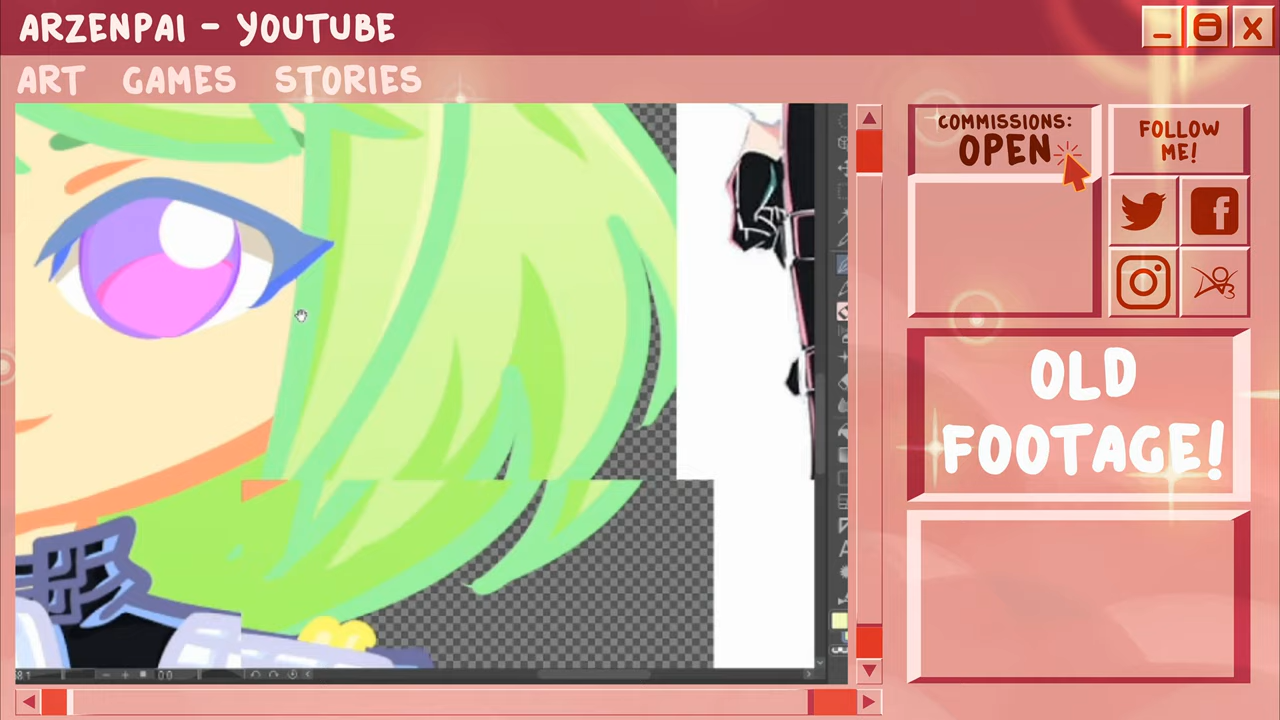 ARZENPAI - YOUTUBE
ART GAMES STORIES
COMMISSIONS:
OPEN
FOLLOW
ME!
OLD
FOOTAGE!